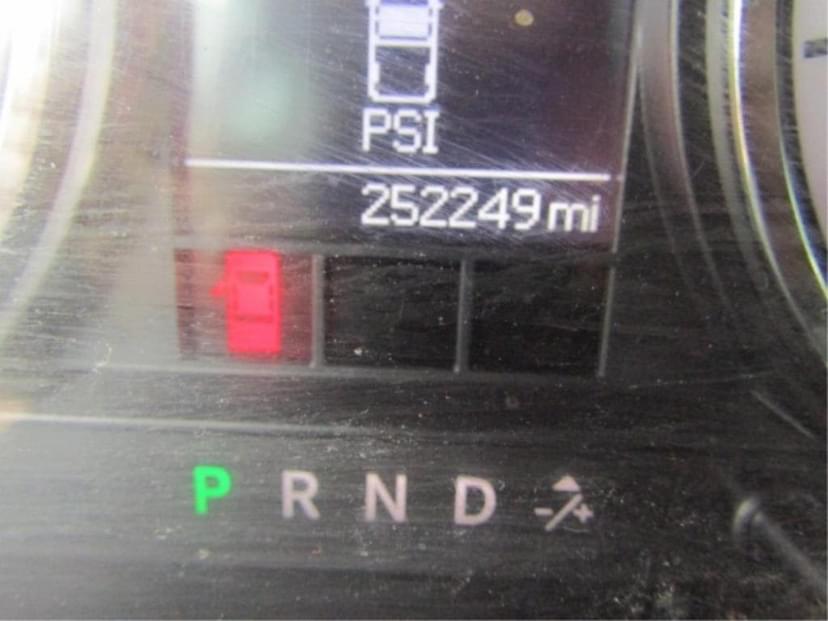 PSI
252249 mi
P R N D -/+